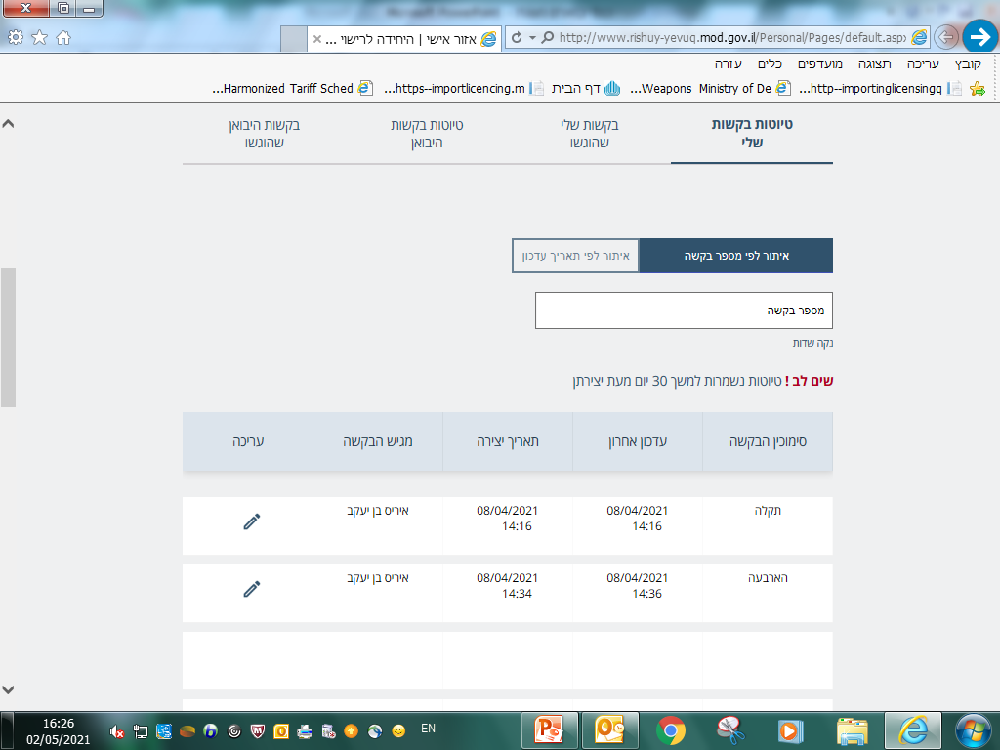 אזור אישי | היחידה לרישוי ...
http://www.rishuy-yevuq.mod.gov.il/Personal/Pages/default.aspx
קובץ עריכה תצוגה מועדפים כלים עזרה
http--importinglicensingq... Weapons Ministry of De... דף הבית https--importlicencing.m... Harmonized Tariff Sched...
טיוטות בקשות שלי
בקשות שלי שהוגשו
טיוטות בקשות היבואן
בקשות היבואן שהוגשו
איתור לפי מספר בקשה
איתור לפי תאריך עדכון
מספר בקשה
נקה שדות
שים לב ! טיוטות נשמרות למשך 30 יום מעת יצירתן
סימוכין הבקשה עדכון אחרון תאריך יצירה מגיש הבקשה עריכה
תקלה 08/04/2021 14:16 08/04/2021 14:16 איריס בן יעקב
הארבעה 08/04/2021 14:36 08/04/2021 14:34 איריס בן יעקב
EN
16:26
02/05/2021